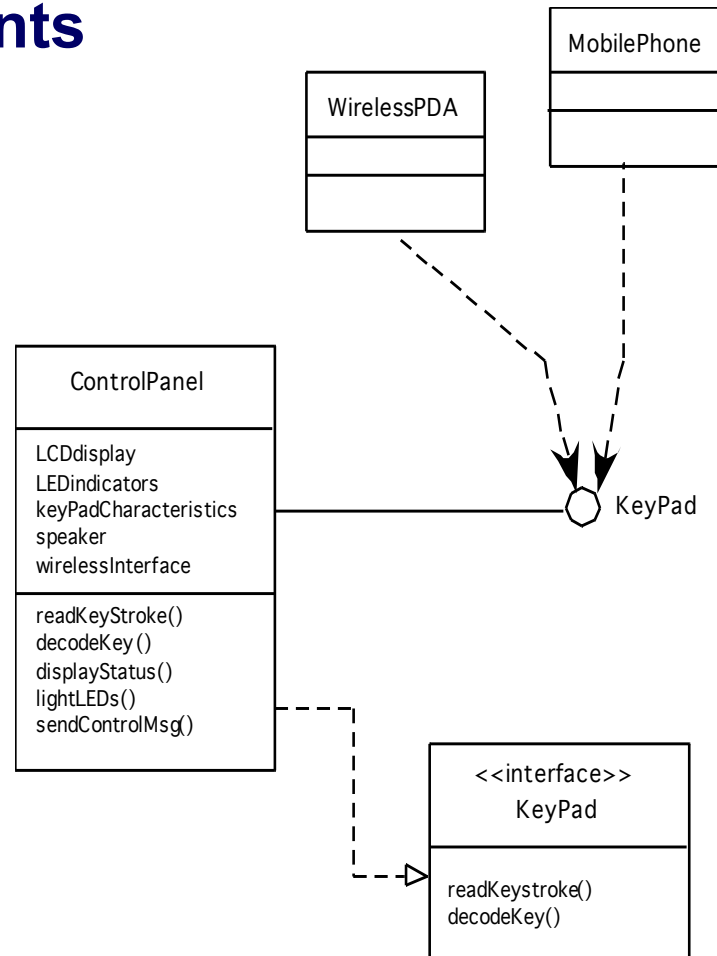 nts
MobilePhone
WirelessPDA
ControlPanel
LCDdisplay
LEDindicators
keyPadCharacteristics
speaker
wirelessInterface
KeyPad
readKeyStroke()
decodeKey()
displayStatus()
lightLEDs()
sendControlMsg()
<<interface>>
KeyPad
readKeystroke()
decodeKey()